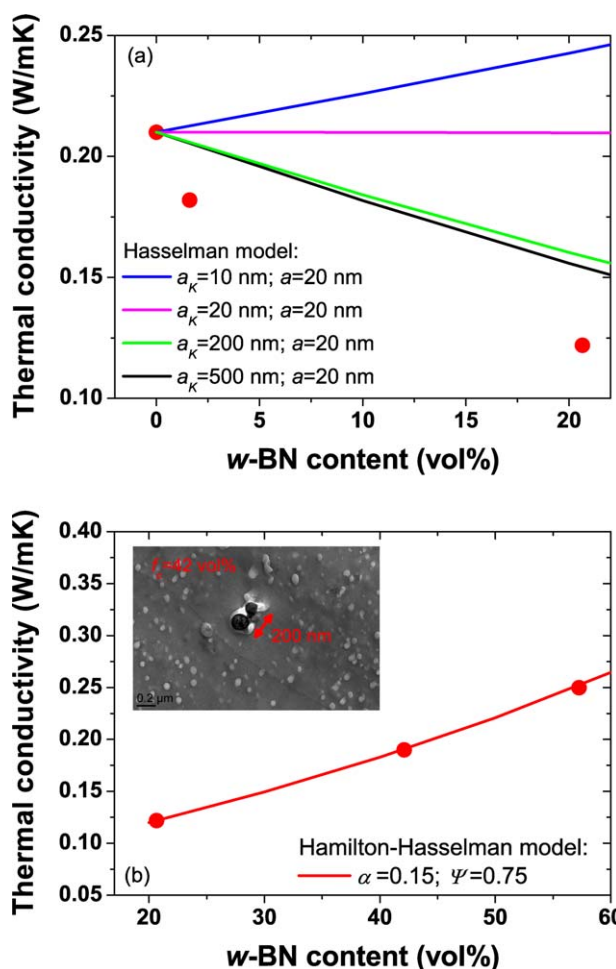 (a)
0.25
0.20
0.15
0.10
Thermal conductivity (W/mK)
Hasselman model:
aκ=10 nm; a=20 nm
aκ=20 nm; a=20 nm
aκ=200 nm; a=20 nm
aκ=500 nm; a=20 nm
0 5 10 15 20
w-BN content (vol%)
0.40
0.35
0.30
0.25
0.20
0.15
0.10
0.05
Thermal conductivity (W/mK)
=42 vol%
200 nm
0.2 µm
Hamilton-Hasselman model:
(b)
α=0.15; Ψ=0.75
20 30 40 50 60
w-BN content (vol%)